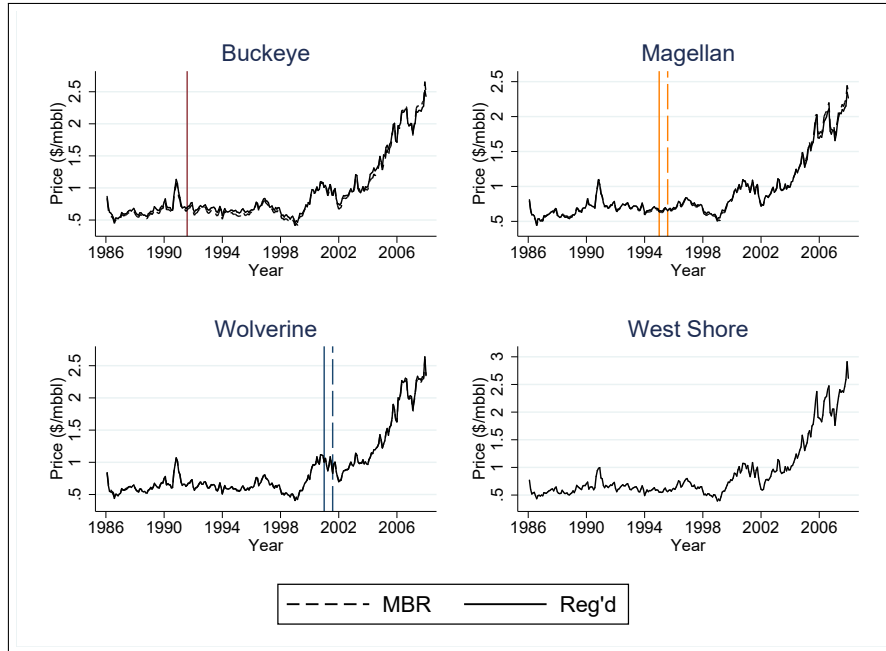 Buckeye
Price ($/mbbl)
.5 1 1.5 2 2.5
1986 1990 1994 1998 2002 2006
Year
Magellan
Price ($/mbbl)
.5 1 1.5 2 2.5
1986 1990 1994 1998 2002 2006
Year
Wolverine
Price ($/mbbl)
.5 1 1.5 2 2.5
1986 1990 1994 1998 2002 2006
Year
West Shore
Price ($/mbbl)
.5 1 1.5 2 2.5 3
1986 1990 1994 1998 2002 2006
Year
MBR Reg'd